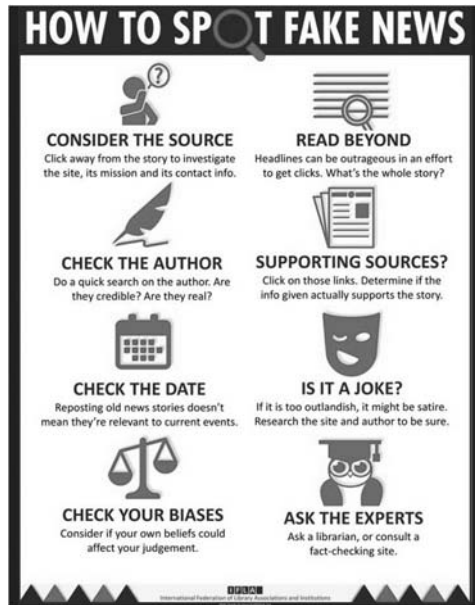 HOW TO SPOT FAKE NEWS
CONSIDER THE SOURCE
Click away from the story to investigate
the site, its mission and its contact info.
READ BEYOND
Headlines can be outrageous in an effort
to get clicks. What's the whole story?
CHECK THE AUTHOR
Do a quick search on the author. Are
they credible? Are they real?
SUPPORTING SOURCES?
Click on those links. Determine if the
info given actually supports the story.
CHECK THE DATE
Reposting old news stories doesn't
mean they're relevant to current events.
IS IT A JOKE?
If it is too outlandish, it might be satire.
Research the site and author to be sure.
CHECK YOUR BIASES
Consider if your own beliefs could
affect your judgement.
ASK THE EXPERTS
Ask a librarian, or consult a
fact-checking site.
IFLA
International Federation of Library Associations and Institutions